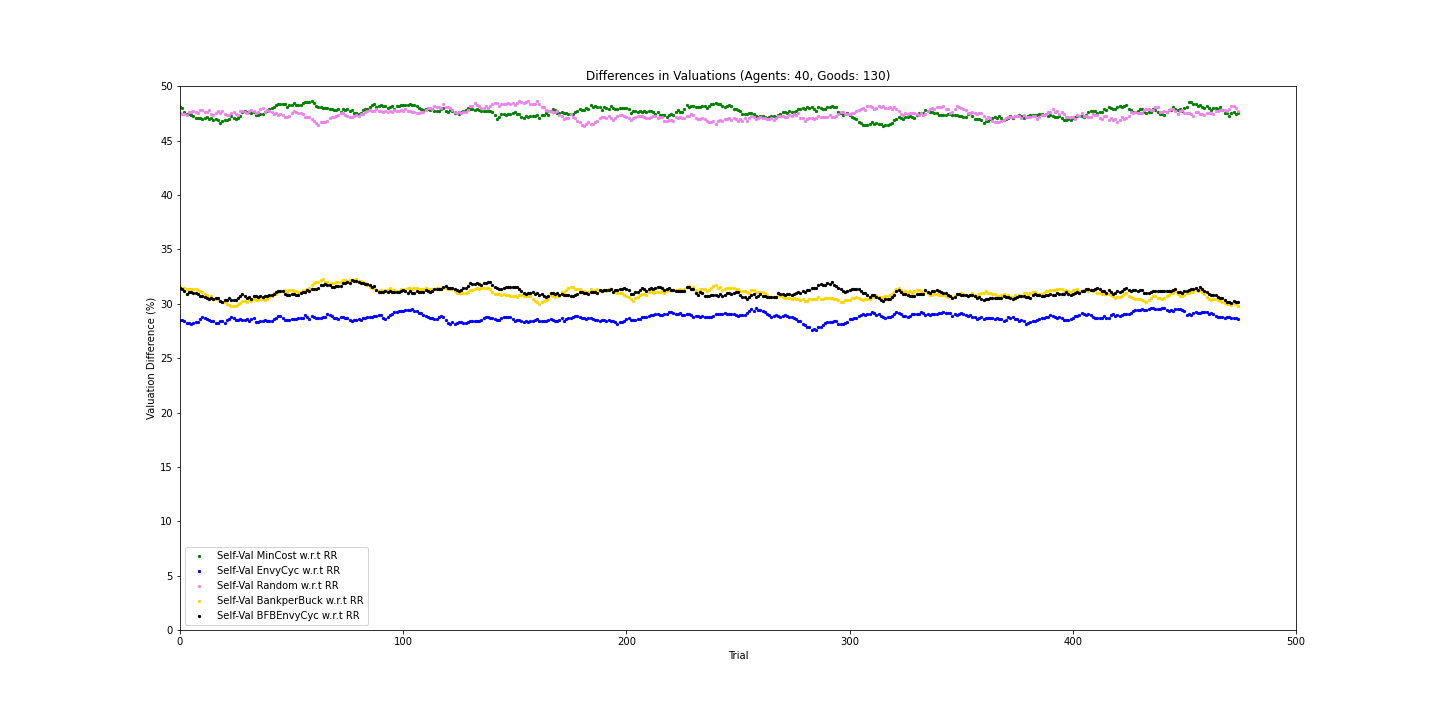 Differences in Valuations (Agents: 40, Goods: 130)
50
45
40
35
30
25
20
15
10
5
0
Valuation Difference (%)
Self-Val MinCost w.r.t RR
Self-Val EnvyCyc w.r.t RR
Self-Val Random w.r.t RR
Self-Val BankperBuck w.r.t RR
Self-Val BFBEnvyCyc w.r.t RR
0 100 200 300 400 500
Trial